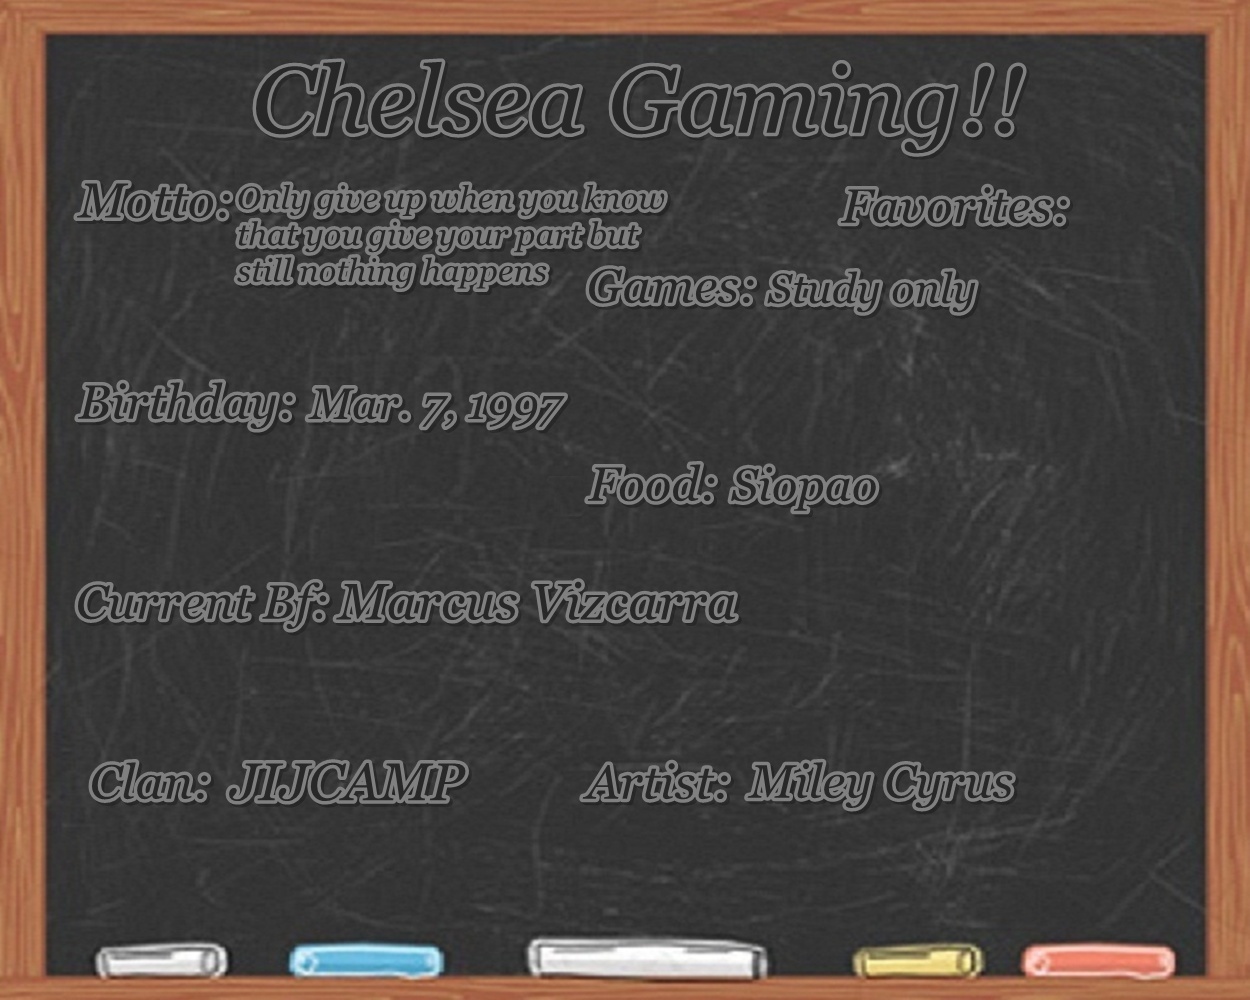 Chelsea Gaming!!
Motto: Only give up when you know
that you give your part but
still nothing happens
Favorites:
Games: Study only
Birthday: Mar. 7, 1997
Food: Siopao
Current Bf: Marcus Vizcarra
Clan: JIJCAMP
Artist: Miley Cyrus